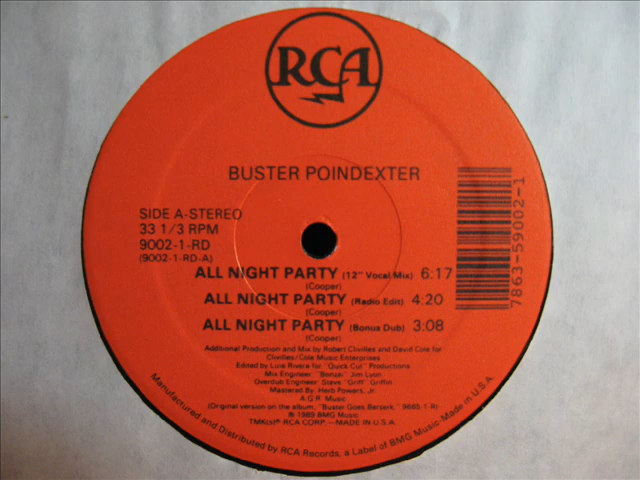 RCA
BUSTER POINDEXTER
SIDE A-STEREO
33 1/3 RPM
9002-1-RD
(9002-1-RD-A)
7863-59002-1
ALL NIGHT PARTY (12" Vocal Mix) 6:17
(Cooper)
ALL NIGHT PARTY (Radio Edit) 4:20
(Cooper)
ALL NIGHT PARTY (Bonus Dub) 3:08
(Cooper)
Additional Production and Mix by Robert Clivilles and David Cole for
Clivilles/Cole Music Enterprises
Edited by Luis Rivera for "Quick Cut" Productions
Mix Engineer "Bonzai" Jim Lyon
Overdub Engineer Steve "Griff" Griffin
Mastered By: Herb Powers, Jr.
A.G.R. Music
(Original version on the album, "Buster Goes Berserk," 9665-1-R)
℗ 1989 BMG Music
TMK(s)® RCA CORP.—MADE IN U.S.A.
Manufactured and Distributed by RCA Records, a Label of BMG Music-Made in U.S.A.